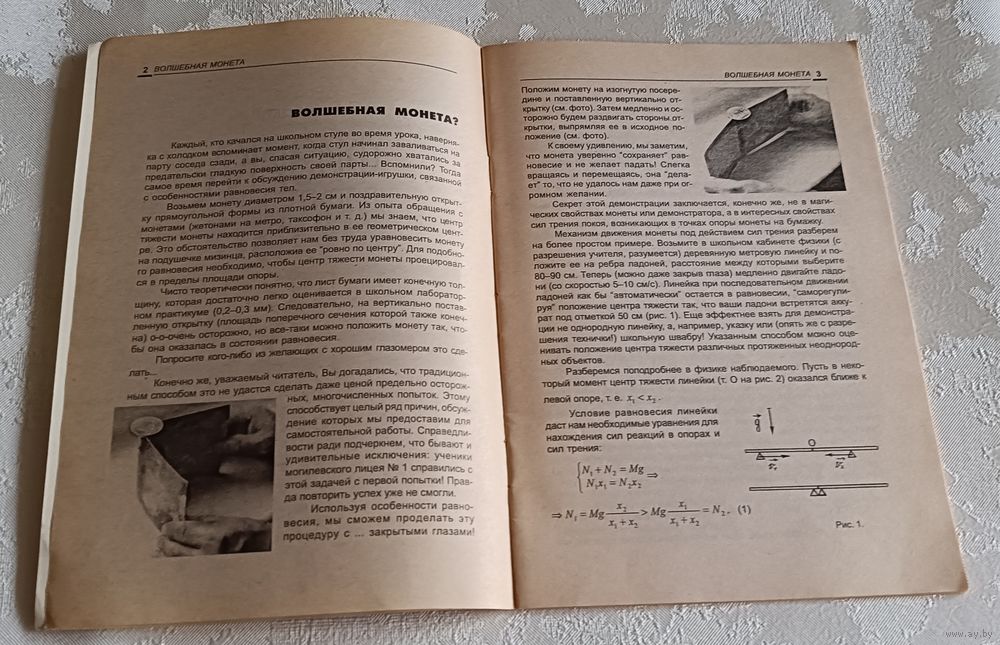 2 ВОЛШЕБНАЯ МОНЕТА
ВОЛШЕБНАЯ МОНЕТА?
Каждый, кто качался на школьном стуле во время урока, наверня-
ка с холодком вспоминает момент, когда стул начинал заваливаться на
парту соседа сзади, а вы, спасая ситуацию, судорожно хватались за
предательски гладкую поверхность своей парты... Вспомнили? Тогда
самое время перейти к обсуждению демонстрации-игрушки, связанной
с особенностями равновесия тел.
Возьмем монету диаметром 1,5–2 см и поздравительную открыт-
ку прямоугольной формы из плотной бумаги. Из опыта обращения с
монетами (жетонами на метро, таксофон и т. д.) мы знаем, что центр
тяжести монеты находится приблизительно в ее геометрическом цент-
ре. Это обстоятельство позволяет нам без труда уравновесить монету
на подушечке мизинца, расположив ее "ровно по центру". Для подобно-
го равновесия необходимо, чтобы центр тяжести монеты проецировал-
ся в пределы площади опоры.
Чисто теоретически понятно, что лист бумаги имеет конечную тол-
щину, которая достаточно легко оценивается в школьном лаборатор-
ном практикуме (0,2–0,3 мм). Следовательно, на вертикально постав-
ленную открытку (площадь поперечного сечения которой также конеч-
на) о-о-очень осторожно, но все-таки можно положить монету так, что-
бы она оказалась в состоянии равновесия.
Попросите кого-либо из желающих с хорошим глазомером это сде-
лать...
Конечно же, уважаемый читатель, Вы догадались, что традицион-
ным способом это не удастся сделать даже ценой предельно осторож-
ных, многочисленных попыток. Этому
способствует целый ряд причин, обсуж-
дение которых мы предоставим для
самостоятельной работы. Справедли-
вости ради подчеркнем, что бывают и
удивительные исключения: ученики
могилевского лицея № 1 справились с
этой задачей с первой попытки! Прав-
да повторить успех уже не смогли.
Используя особенности равно-
весия, мы сможем проделать эту
процедуру с ... закрытыми глазами!
ВОЛШЕБНАЯ МОНЕТА 3
Положим монету на изогнутую посере-
дине и поставленную вертикально от-
крытку (см. фото). Затем медленно и ос-
торожно будем раздвигать стороны от-
крытки, выпрямляя ее в исходное по-
ложение (см. фото).
К своему удивлению, мы заметим,
что монета уверенно "сохраняет" рав-
новесие и не желает падать! Слегка
вращаясь и перемещаясь, она "дела-
ет" то, что не удалось нам даже при ог-
ромном желании.
Секрет этой демонстрации заключается, конечно же, не в маги-
ческих свойствах монеты или демонстратора, а в интересных свойствах
сил трения покоя, возникающих в точках опоры монеты на бумажку.
Механизм движения монеты под действием сил трения разберем
на более простом примере. Возьмите в школьном кабинете физики (с
разрешения учителя, разумеется) деревянную метровую линейку и по-
ложите ее на ребра ладоней, расстояние между которыми выберите
80–90 см. Теперь (можно даже закрыв глаза) медленно двигайте ладо-
ни (со скоростью 5–10 см/с). Линейка при последовательном движении
ладоней как бы "автоматически" остается в равновесии, "саморегули-
руя" положение центра тяжести так, что ваши ладони встретятся акку-
рат под отметкой 50 см (рис. 1). Еще эффектнее взять для демонстра-
ции не однородную линейку, а, например, указку или (опять же с разре-
шения технички!) школьную швабру! Указанным способом можно оце-
нивать положение центра тяжести различных протяженных неоднород-
ных объектов.
Разберемся поподробнее в физике наблюдаемого. Пусть в неко-
торый момент центр тяжести линейки (т. О на рис. 2) оказался ближе к
левой опоре, т. е. x₁ < x₂.
Условие равновесия линейки
даст нам необходимые уравнения для
нахождения сил реакций в опорах и
сил трения:
{N₁ + N₂ = Mg
N₁x₁ = N₂x₂ ⇒
⇒ N₁ = Mg x₂/(x₁ + x₂) > Mg x₁/(x₁ + x₂) = N₂. (1)
g
O
v₁ v₂
Рис. 1.
www.ay.by